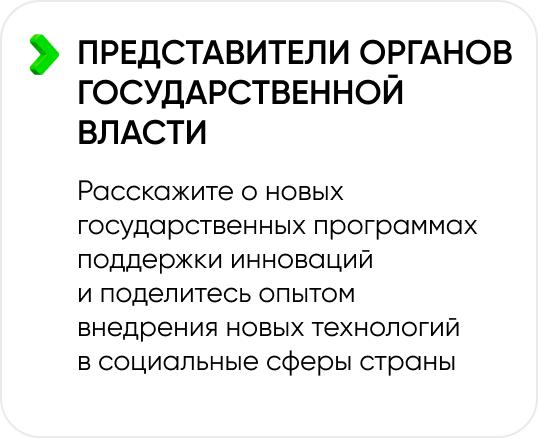 ПРЕДСТАВИТЕЛИ ОРГАНОВ
ГОСУДАРСТВЕННОЙ
ВЛАСТИ
Расскажите о новых
государственных программах
поддержки инноваций
и поделитесь опытом
внедрения новых технологий
в социальные сферы страны